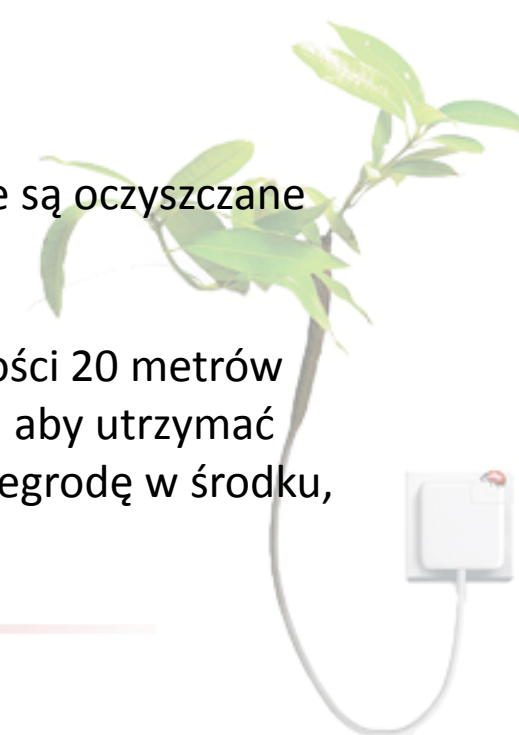 e są oczyszczane
ości 20 metrów
aby utrzymać
egrodę w środku,